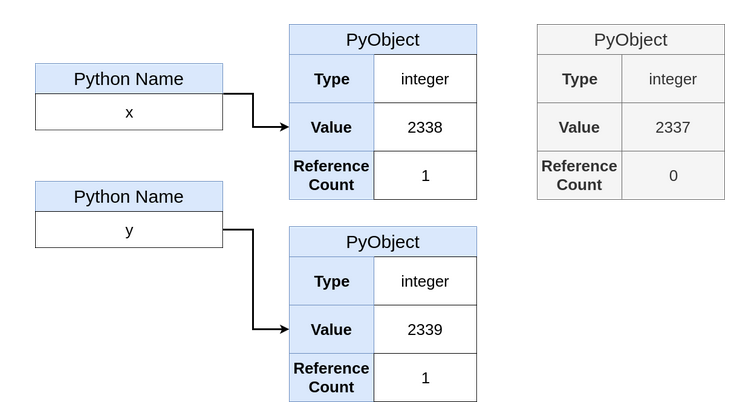 Python Name
x
Python Name
y
PyObject
Type integer
Value 2338
Reference
Count 1
PyObject
Type integer
Value 2339
Reference
Count 1
PyObject
Type integer
Value 2337
Reference
Count 0